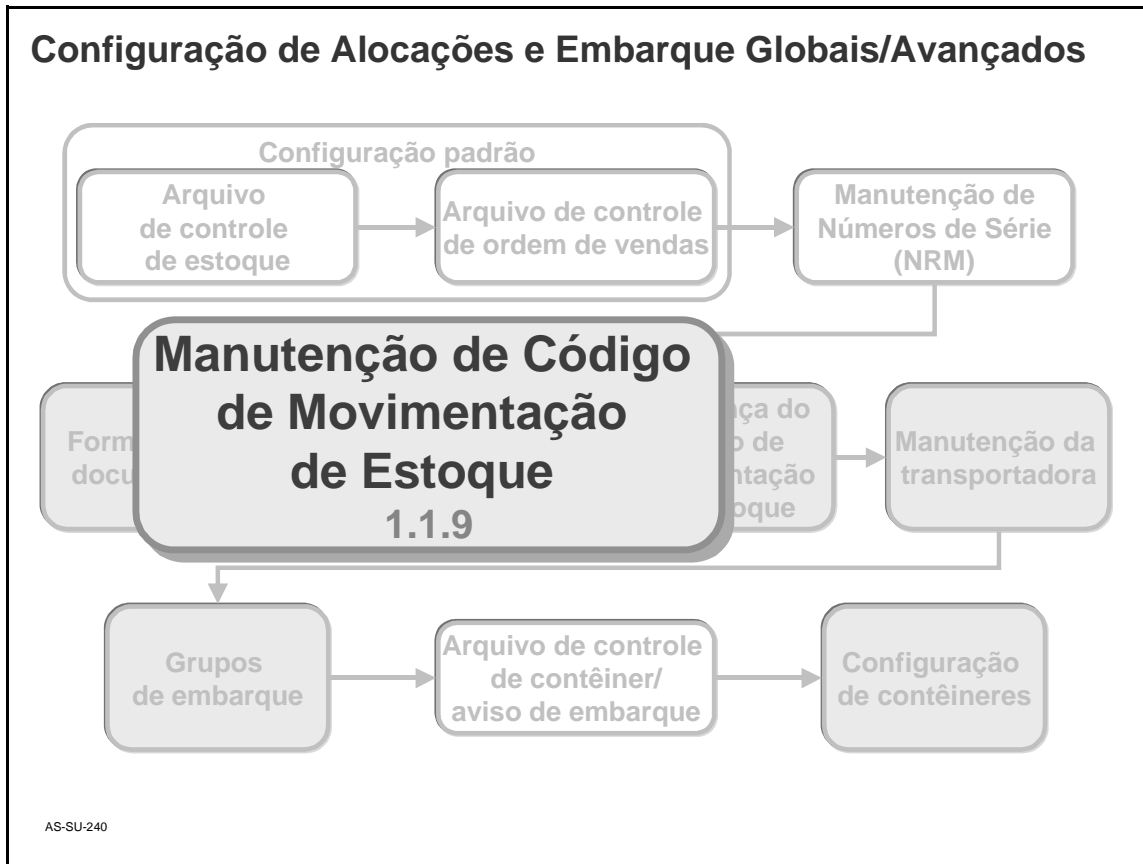 Configuração de Alocações e Embarque Globais/Avançados
Configuração padrão
Arquivo
de controle
de estoque
Arquivo de controle
de ordem de vendas
Manutenção de
Números de Série
(NRM)
Manutenção de Código
de Movimentação
de Estoque
1.1.9
do
de
Manutenção da
transportadora
Grupos
de embarque
Arquivo de controle
de contêiner/
aviso de embarque
Configuração
de contêineres
AS-SU-240